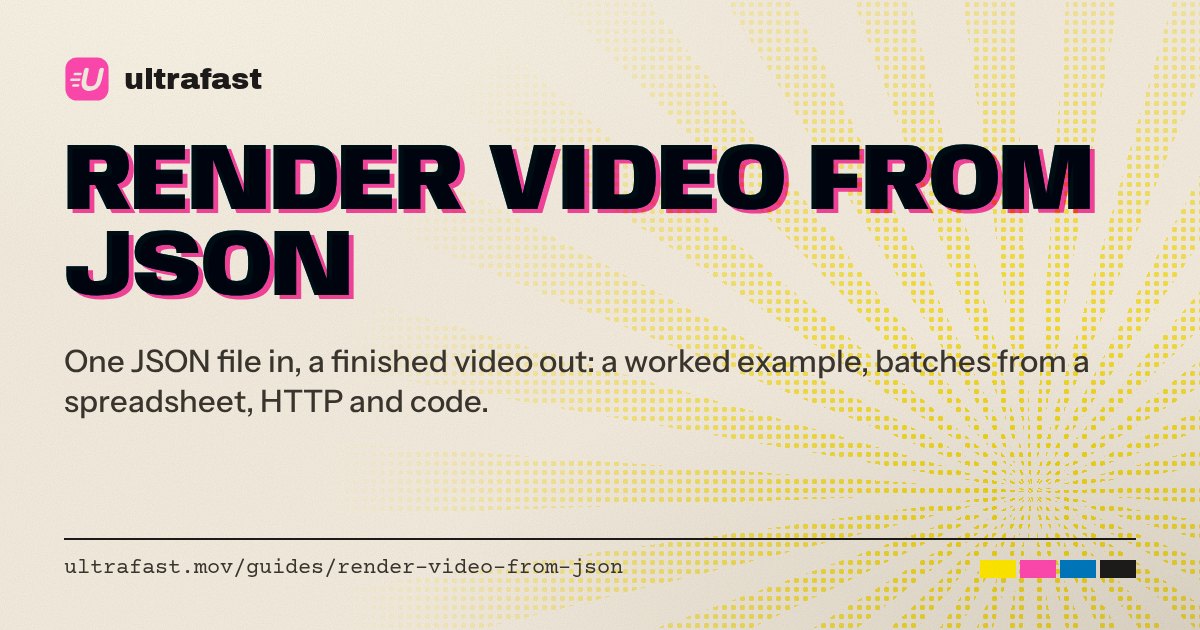 U
ultrafast
RENDER VIDEO FROM
JSON
One JSON file in, a finished video out: a worked example, batches from a
spreadsheet, HTTP and code.
ultrafast.mov/guides/render-video-from-json